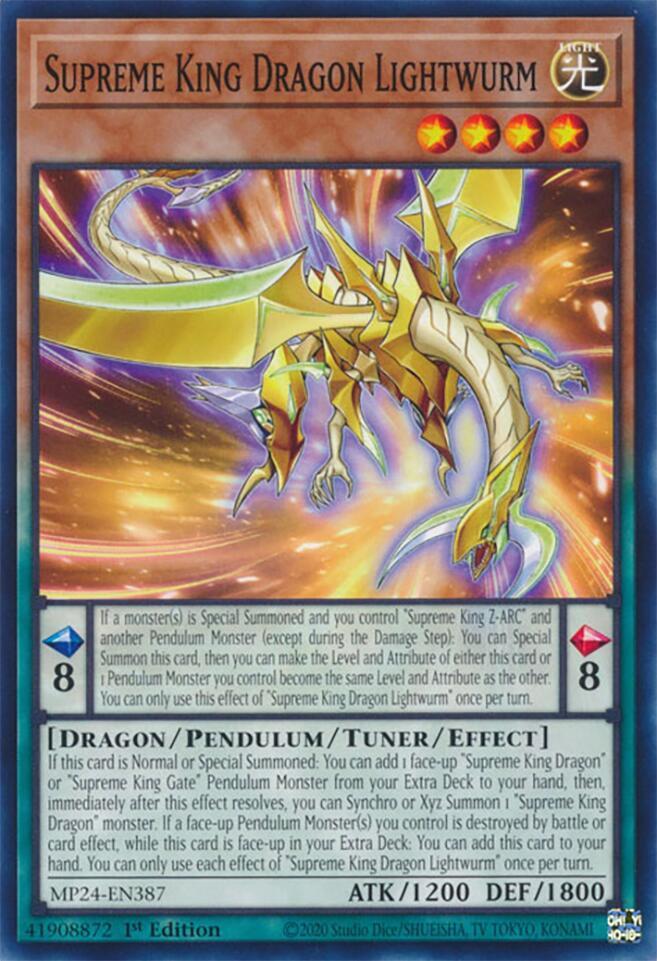 SUPREME KING DRAGON LIGHTWURM
LIGHT
光
If a monster(s) is Special Summoned and you control "Supreme King Z-ARC" and
another Pendulum Monster (except during the Damage Step): You can Special
Summon this card, then you can make the Level and Attribute of either this card or
1 Pendulum Monster you control become the same Level and Attribute as the other.
You can only use this effect of "Supreme King Dragon Lightwurm" once per turn.
8
8
[DRAGON/PENDULUM/TUNER/EFFECT]
If this card is Normal or Special Summoned: You can add 1 face-up "Supreme King Dragon"
or "Supreme King Gate" Pendulum Monster from your Extra Deck to your hand, then,
immediately after this effect resolves, you can Synchro or Xyz Summon 1 "Supreme King
Dragon" monster. If a face-up Pendulum Monster(s) you control is destroyed by battle or
card effect, while this card is face-up in your Extra Deck: You can add this card to your
hand. You can only use each effect of "Supreme King Dragon Lightwurm" once per turn.
MP24-EN387
ATK/1200 DEF/1800
41908872 1st Edition
©2020 Studio Dice/SHUEISHA, TV TOKYO, KONAMI